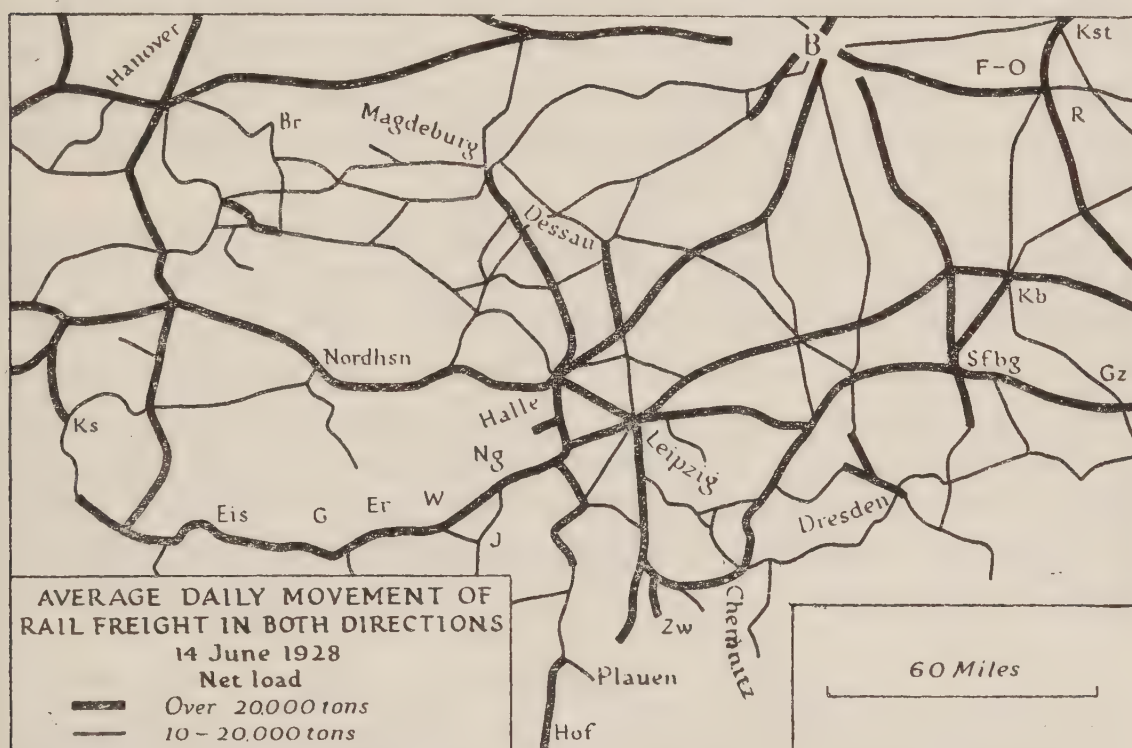 Hanover
B
Kst
F-O
Br
Magdeburg
R
Dessau
Kb
Nordhsn
Sfbg
Gz
Halle
Ks
Ng
Leipzig
Eis
G
Er
W
J
Dresden
Chemnitz
Zw
Plauen
Hof
AVERAGE DAILY MOVEMENT OF
RAIL FREIGHT IN BOTH DIRECTIONS
14 June 1928
Net load
Over 20,000 tons
10-20,000 tons
60 Miles